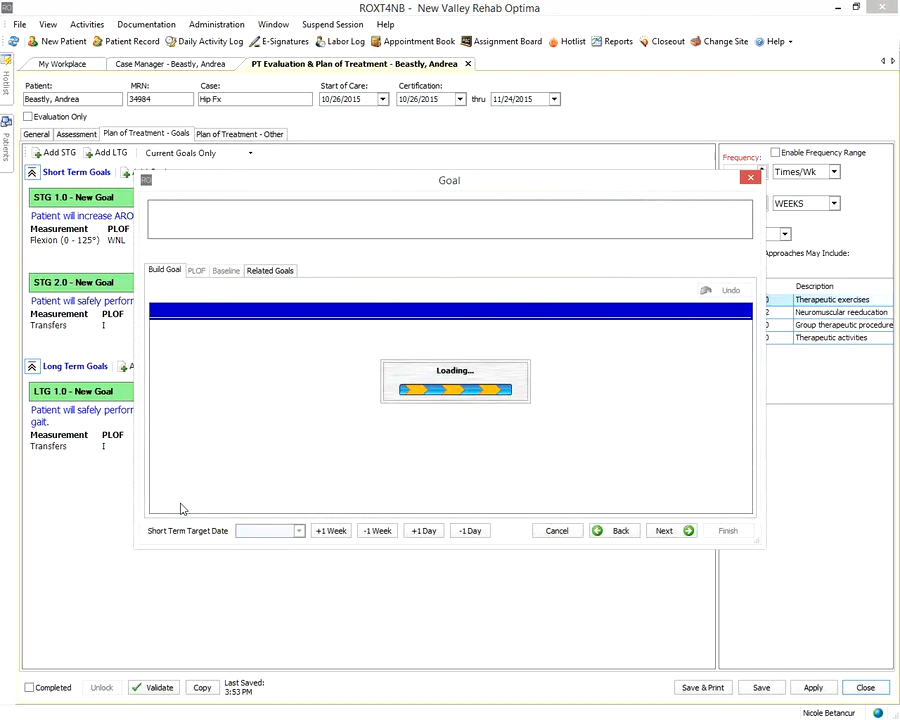 ROXT4NB - New Valley Rehab Optima
File View Activities Documentation Administration Window Suspend Session Help
New Patient Patient Record Daily Activity Log E-Signatures Labor Log Appointment Book Assignment Board Hotlist Reports Closeout Change Site Help
My Workplace Case Manager - Beastly, Andrea PT Evaluation & Plan of Treatment - Beastly, Andrea
Hotlist
Patients
Patient: MRN: Case: Start of Care: Certification:
Beastly, Andrea 34984 Hip Fx 10/26/2015 10/26/2015 thru 11/24/2015
Evaluation Only
General Assessment Plan of Treatment - Goals Plan of Treatment - Other
Add STG Add LTG Current Goals Only
Frequency: Enable Frequency Range
Times/Wk
Short Term Goals
STG 1.0 - New Goal
Patient will increase ARO
Measurement PLOF
Flexion (0 - 125°) WNL
STG 2.0 - New Goal
Patient will safely perform
Measurement PLOF
Transfers I
Long Term Goals
LTG 1.0 - New Goal
Patient will safely perform
gait.
Measurement PLOF
Transfers I
RO Goal
Build Goal PLOF Baseline Related Goals
Undo
Loading...
Short Term Target Date +1 Week -1 Week +1 Day -1 Day Cancel Back Next Finish
WEEKS
Approaches May Include:
Description
0 Therapeutic exercises
2 Neuromuscular reeducation
0 Group therapeutic procedure
0 Therapeutic activities
Completed Unlock Validate Copy Last Saved:
3:53 PM
Save & Print Save Apply Close
Nicole Betancur